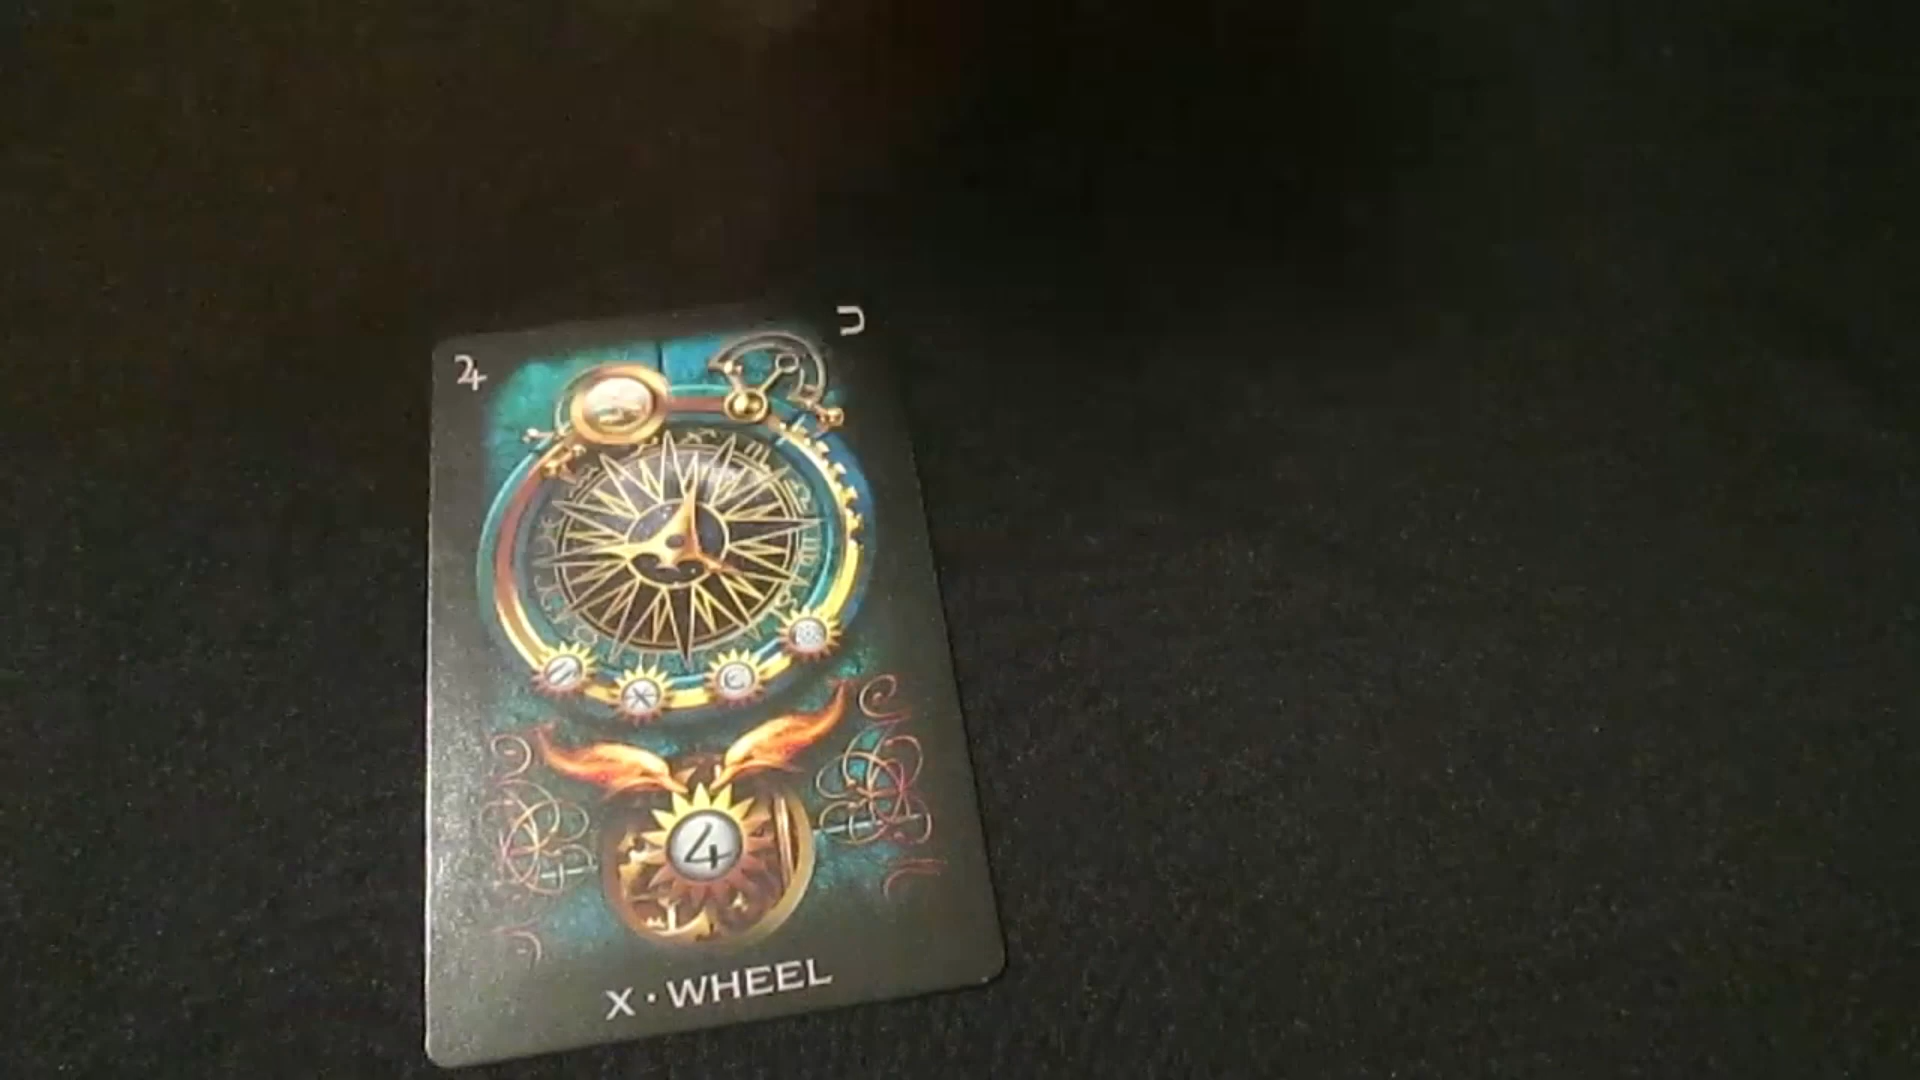 ♃ כ
♃
X · WHEEL